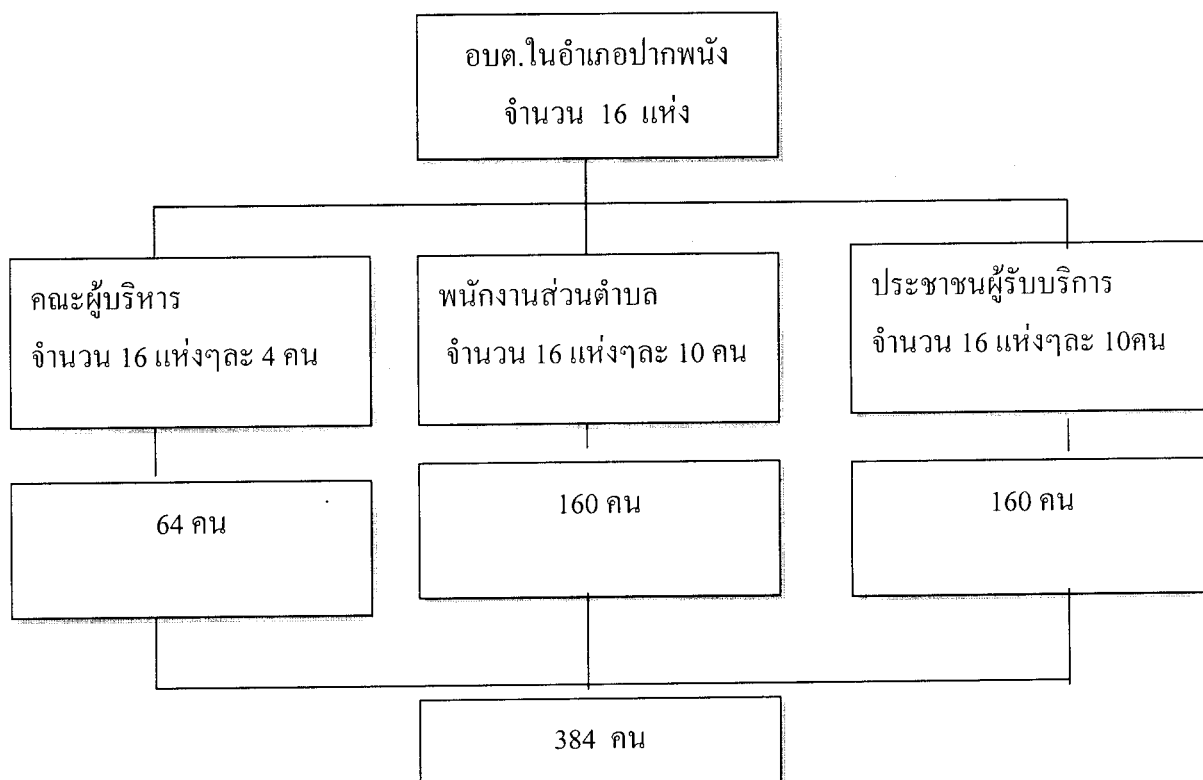 อบต.ในอำเภอปากพนัง
จำนวน 16 แห่ง
คณะผู้บริหาร
จำนวน 16 แห่งๆละ 4 คน
พนักงานส่วนตำบล
จำนวน 16 แห่งๆละ 10 คน
ประชาชนผู้รับบริการ
จำนวน 16 แห่งๆละ 10คน
64 คน
160 คน
160 คน
384 คน